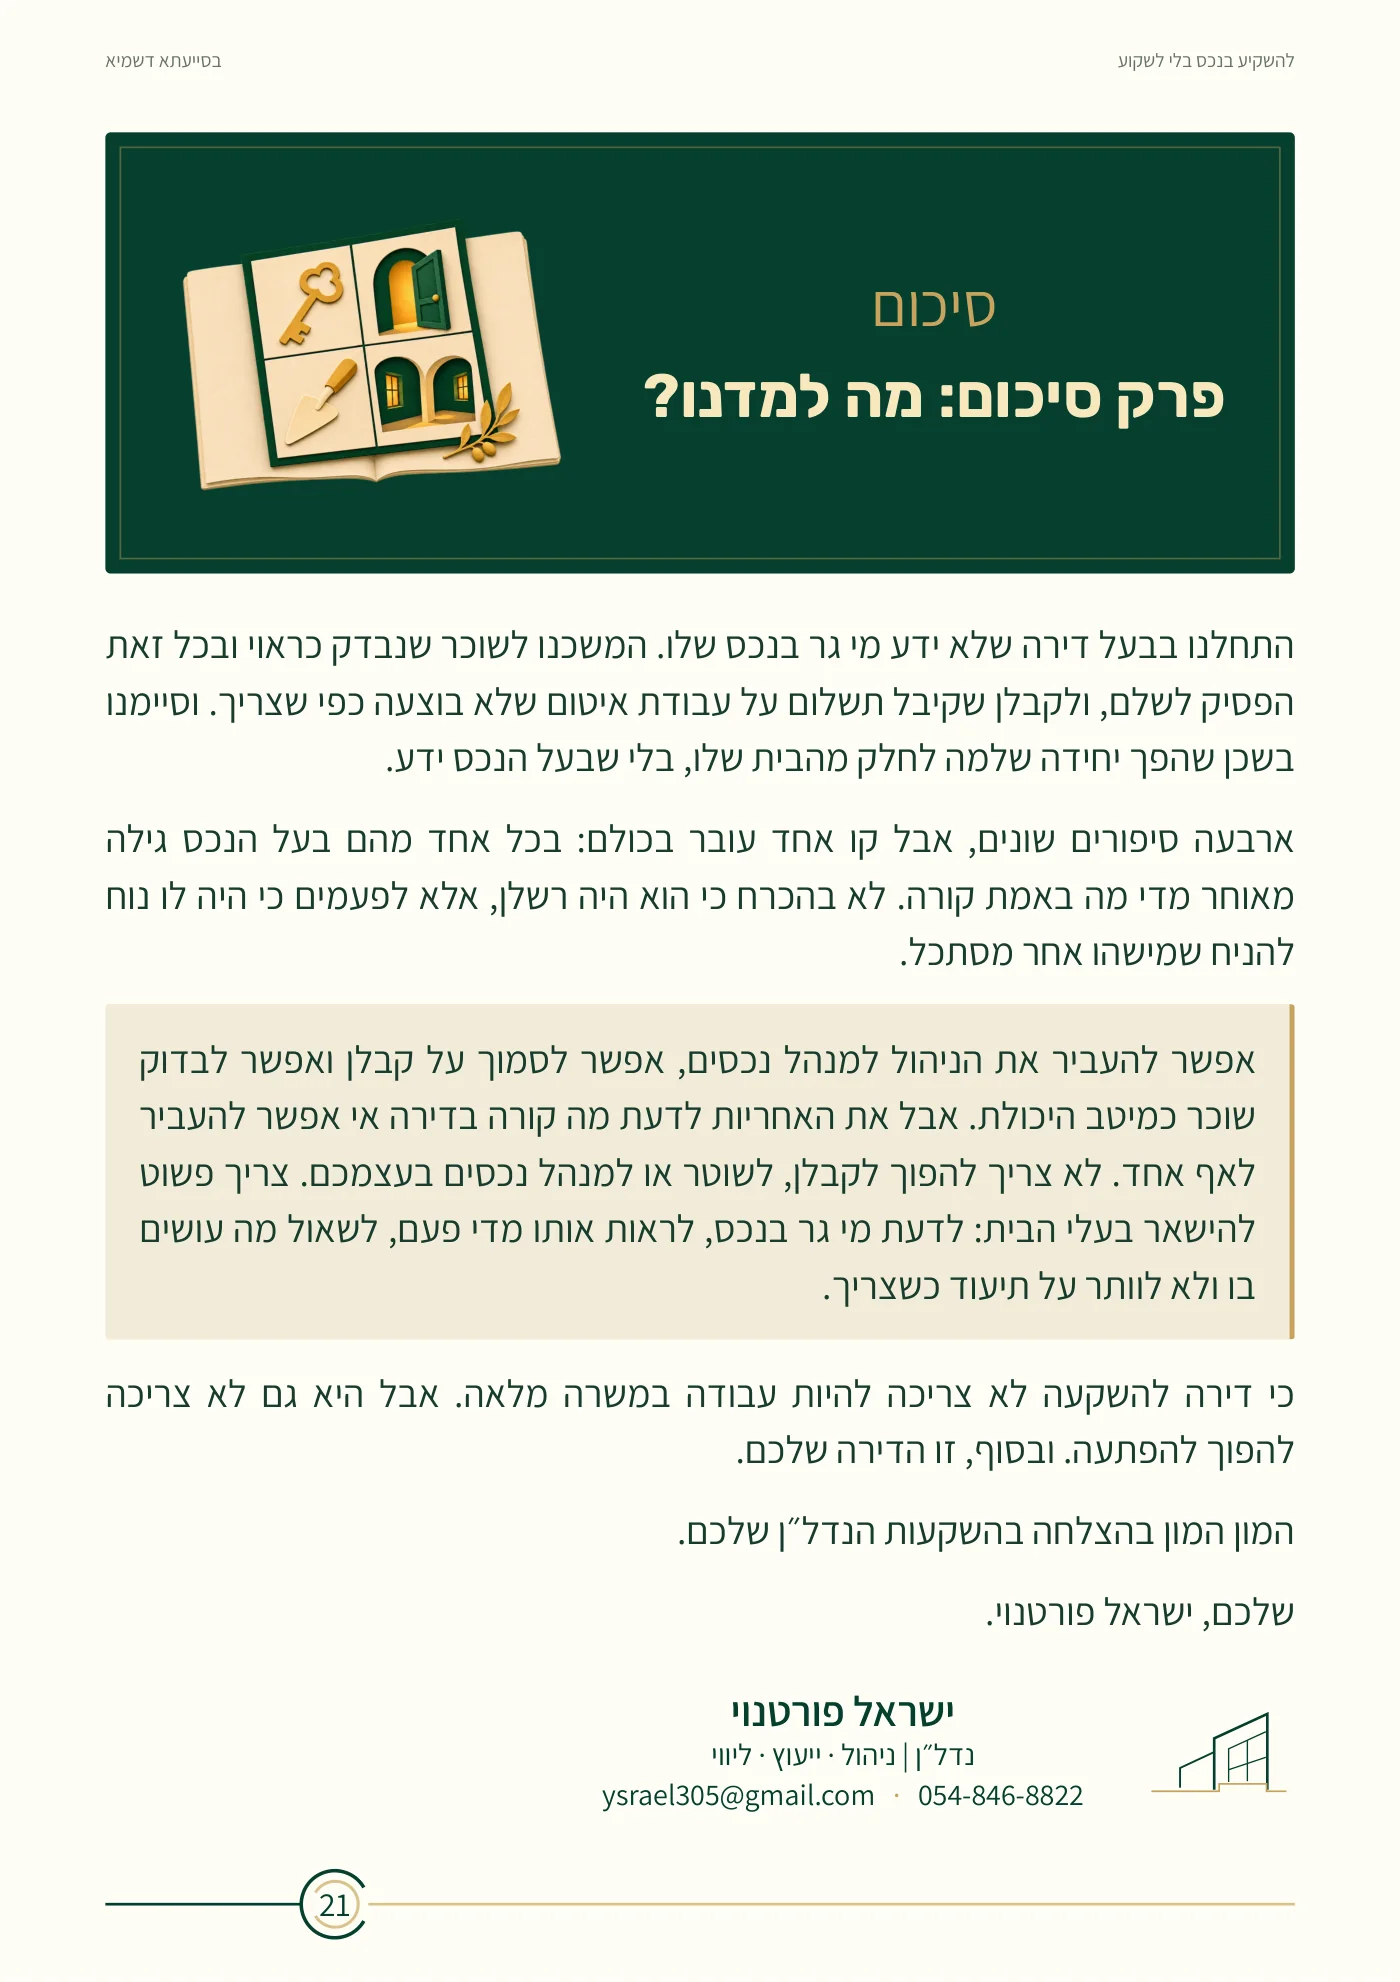 להשקיע בנכס בלי לשקוע
בסייעתא דשמיא
סיכום
פרק סיכום: מה למדנו?
התחלנו בבעל דירה שלא ידע מי גר בנכס שלו. המשכנו לשוכר שנבדק כראוי ובכל זאת
הפסיק לשלם, ולקבלן שקיבל תשלום על עבודת איטום שלא בוצעה כפי שצריך. וסיימנו
בשכן שהפך יחידה שלמה לחלק מהבית שלו, בלי שבעל הנכס ידע.
ארבעה סיפורים שונים, אבל קו אחד עובר בכולם: בכל אחד מהם בעל הנכס גילה
מאוחר מדי מה באמת קורה. לא בהכרח כי הוא היה רשלן, אלא לפעמים כי היה לו נוח
להניח שמישהו אחר מסתכל.
אפשר להעביר את הניהול למנהל נכסים, אפשר לסמוך על קבלן ואפשר לבדוק
שוכר כמיטב היכולת. אבל את האחריות לדעת מה קורה בדירה אי אפשר להעביר
לאף אחד. לא צריך להפוך לקבלן, לשוטר או למנהל נכסים בעצמכם. צריך פשוט
להישאר בעלי הבית: לדעת מי גר בנכס, לראות אותו מדי פעם, לשאול מה עושים
בו ולא לוותר על תיעוד כשצריך.
כי דירה להשקעה לא צריכה להיות עבודה במשרה מלאה. אבל היא גם לא צריכה
להפוך להפתעה. ובסוף, זו הדירה שלכם.
המון המון בהצלחה בהשקעות הנדל״ן שלכם.
שלכם, ישראל פורטנוי.
ישראל פורטנוי
נדל״ן | ניהול · ייעוץ · ליווי
054-846-8822 · ysrael305@gmail.com
21